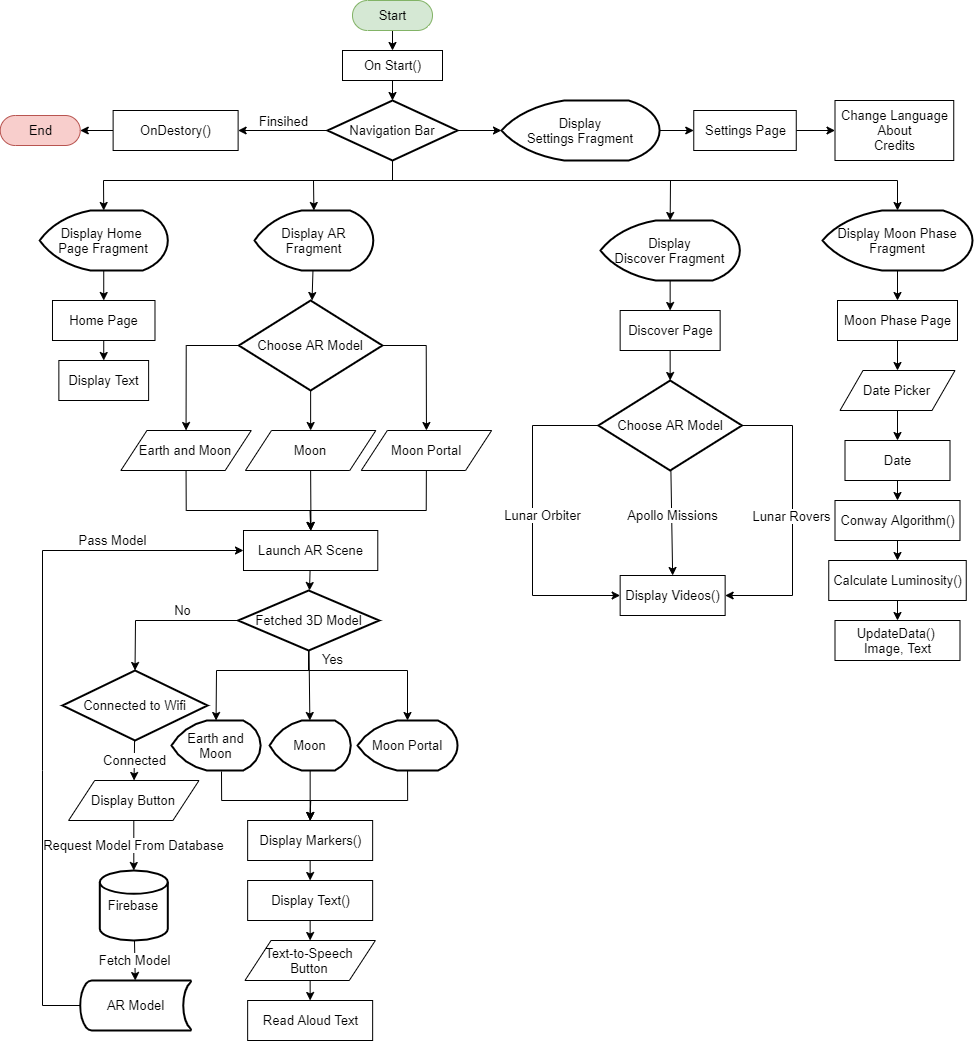 Start
On Start()
End
OnDestory()
Finsihed
Navigation Bar
Display
Settings Fragment
Settings Page
Change Language
About
Credits
Display Home
Page Fragment
Display AR
Fragment
Display
Discover Fragment
Display Moon Phase
Fragment
Home Page
Display Text
Choose AR Model
Earth and Moon
Moon
Moon Portal
Discover Page
Choose AR Model
Lunar Orbiter
Apollo Missions
Lunar Rovers
Display Videos()
Moon Phase Page
Date Picker
Date
Conway Algorithm()
Calculate Luminosity()
UpdateData()
Image, Text
Pass Model
Launch AR Scene
Fetched 3D Model
No
Yes
Connected to Wifi
Connected
Display Button
Request Model From Database
Firebase
Fetch Model
AR Model
Earth and
Moon
Moon
Moon Portal
Display Markers()
Display Text()
Text-to-Speech
Button
Read Aloud Text